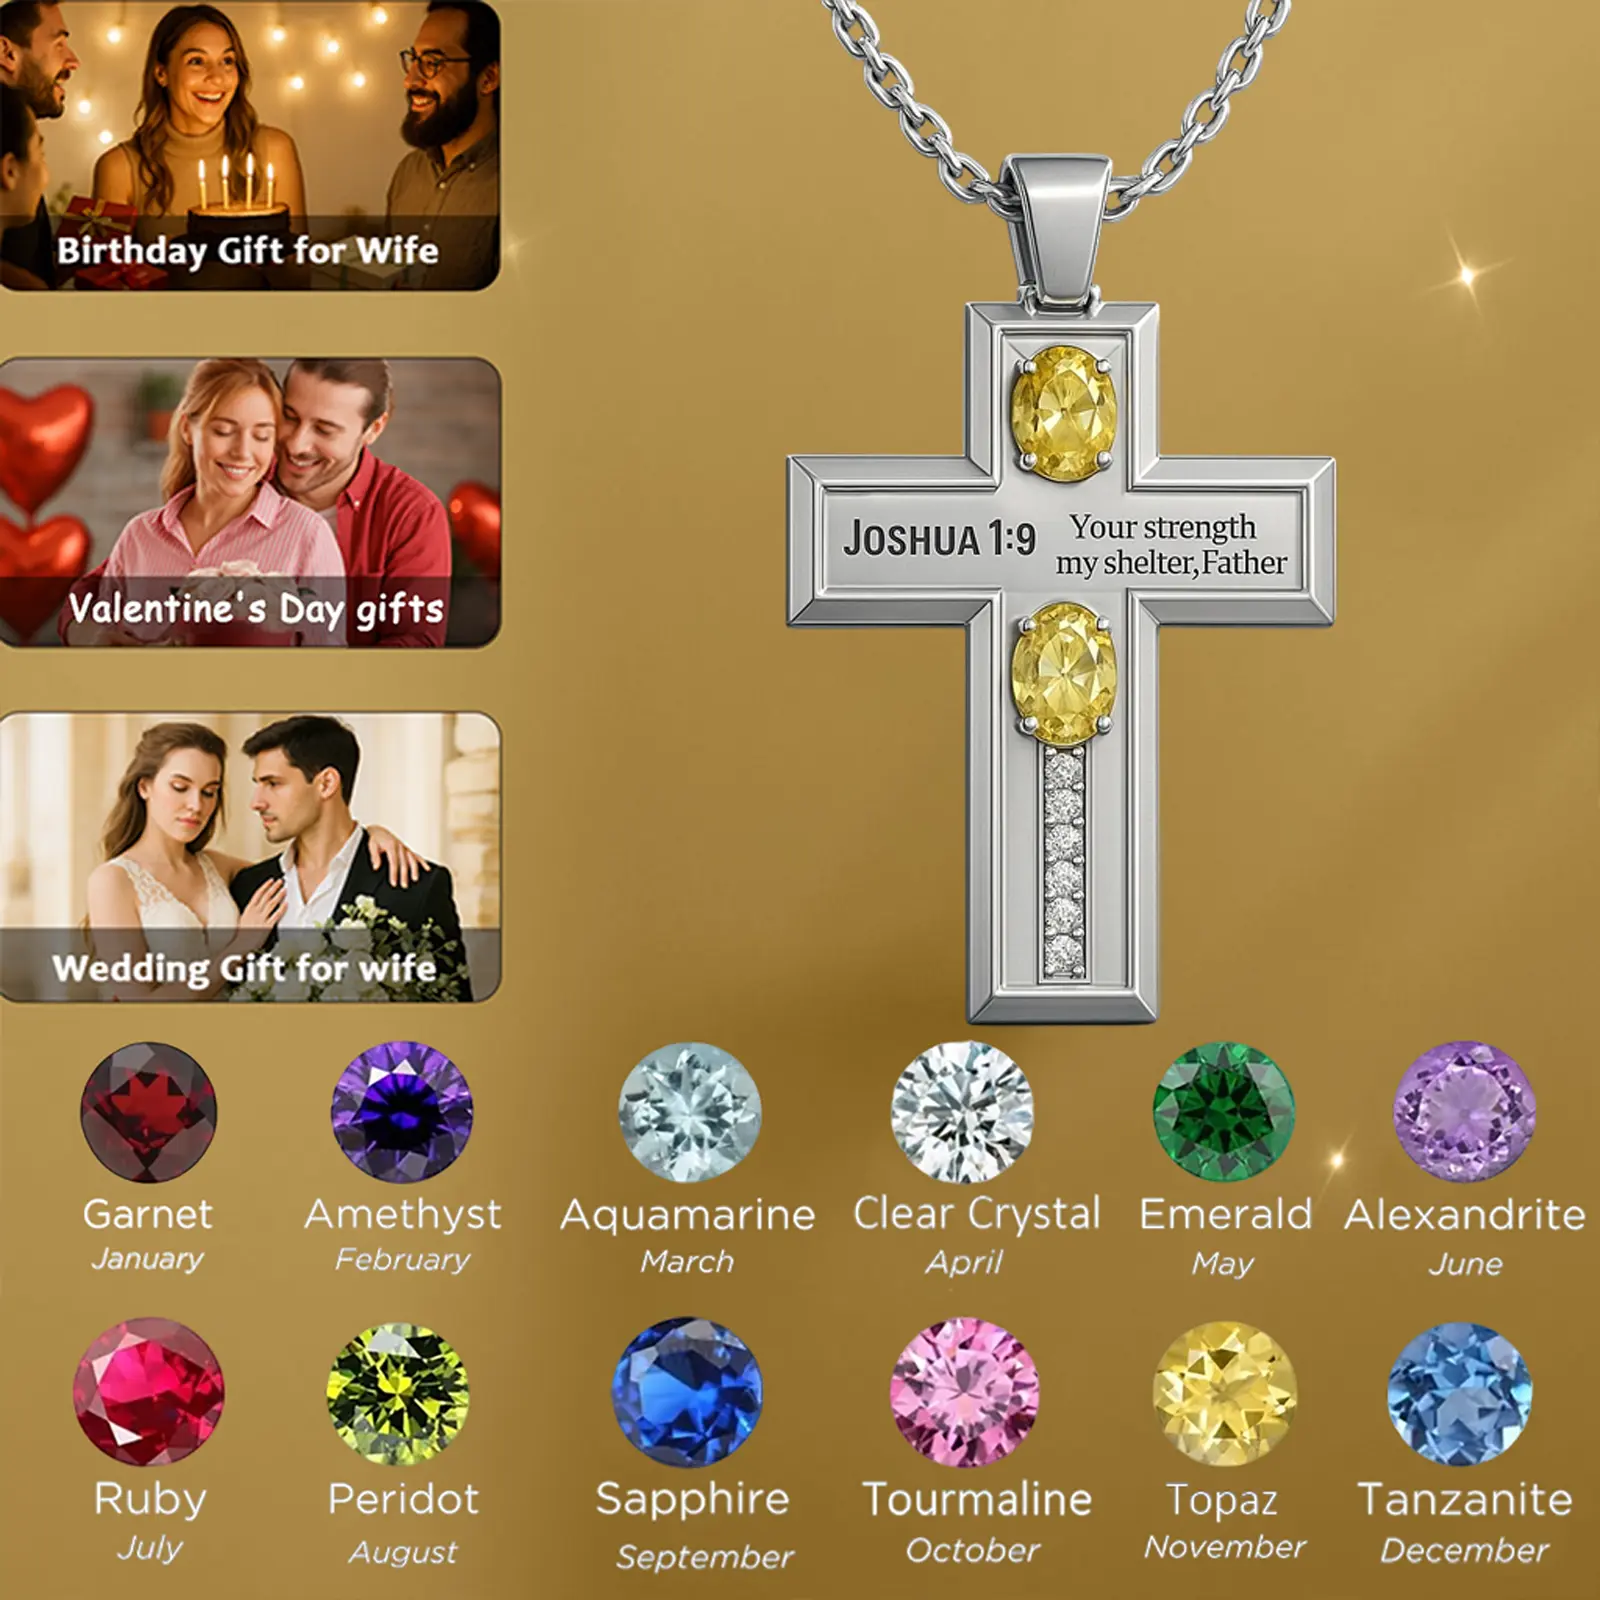 Birthday Gift for Wife
Valentine's Day gifts
Wedding Gift for wife
JOSHUA 1:9
Your strength
my shelter,Father
Garnet
January
Amethyst
February
Aquamarine
March
Clear Crystal
April
Emerald
May
Alexandrite
June
Ruby
July
Peridot
August
Sapphire
September
Tourmaline
October
Topaz
November
Tanzanite
December